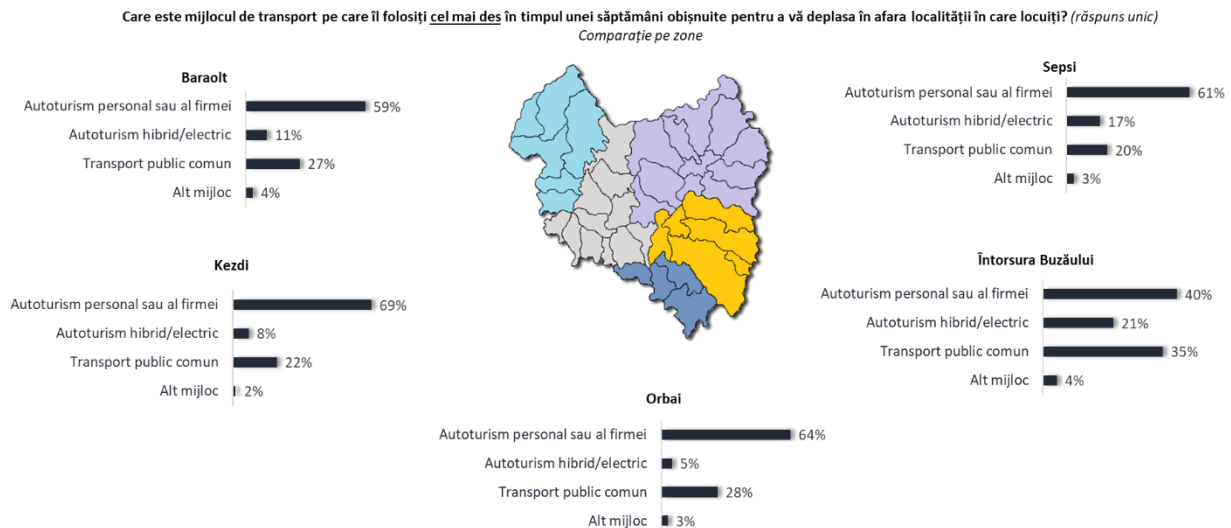 Care este mijlocul de transport pe care îl folosiți cel mai des în timpul unei săptămâni obișnuite pentru a vă deplasa în afara localității în care locuiți? (răspuns unic)
Comparație pe zone
Baraolt
Autoturism personal sau al firmei 59%
Autoturism hibrid/electric 11%
Transport public comun 27%
Alt mijloc 4%
Sepsi
Autoturism personal sau al firmei 61%
Autoturism hibrid/electric 17%
Transport public comun 20%
Alt mijloc 3%
Kezdi
Autoturism personal sau al firmei 69%
Autoturism hibrid/electric 8%
Transport public comun 22%
Alt mijloc 2%
Întorsura Buzăului
Autoturism personal sau al firmei 40%
Autoturism hibrid/electric 21%
Transport public comun 35%
Alt mijloc 4%
Orbai
Autoturism personal sau al firmei 64%
Autoturism hibrid/electric 5%
Transport public comun 28%
Alt mijloc 3%